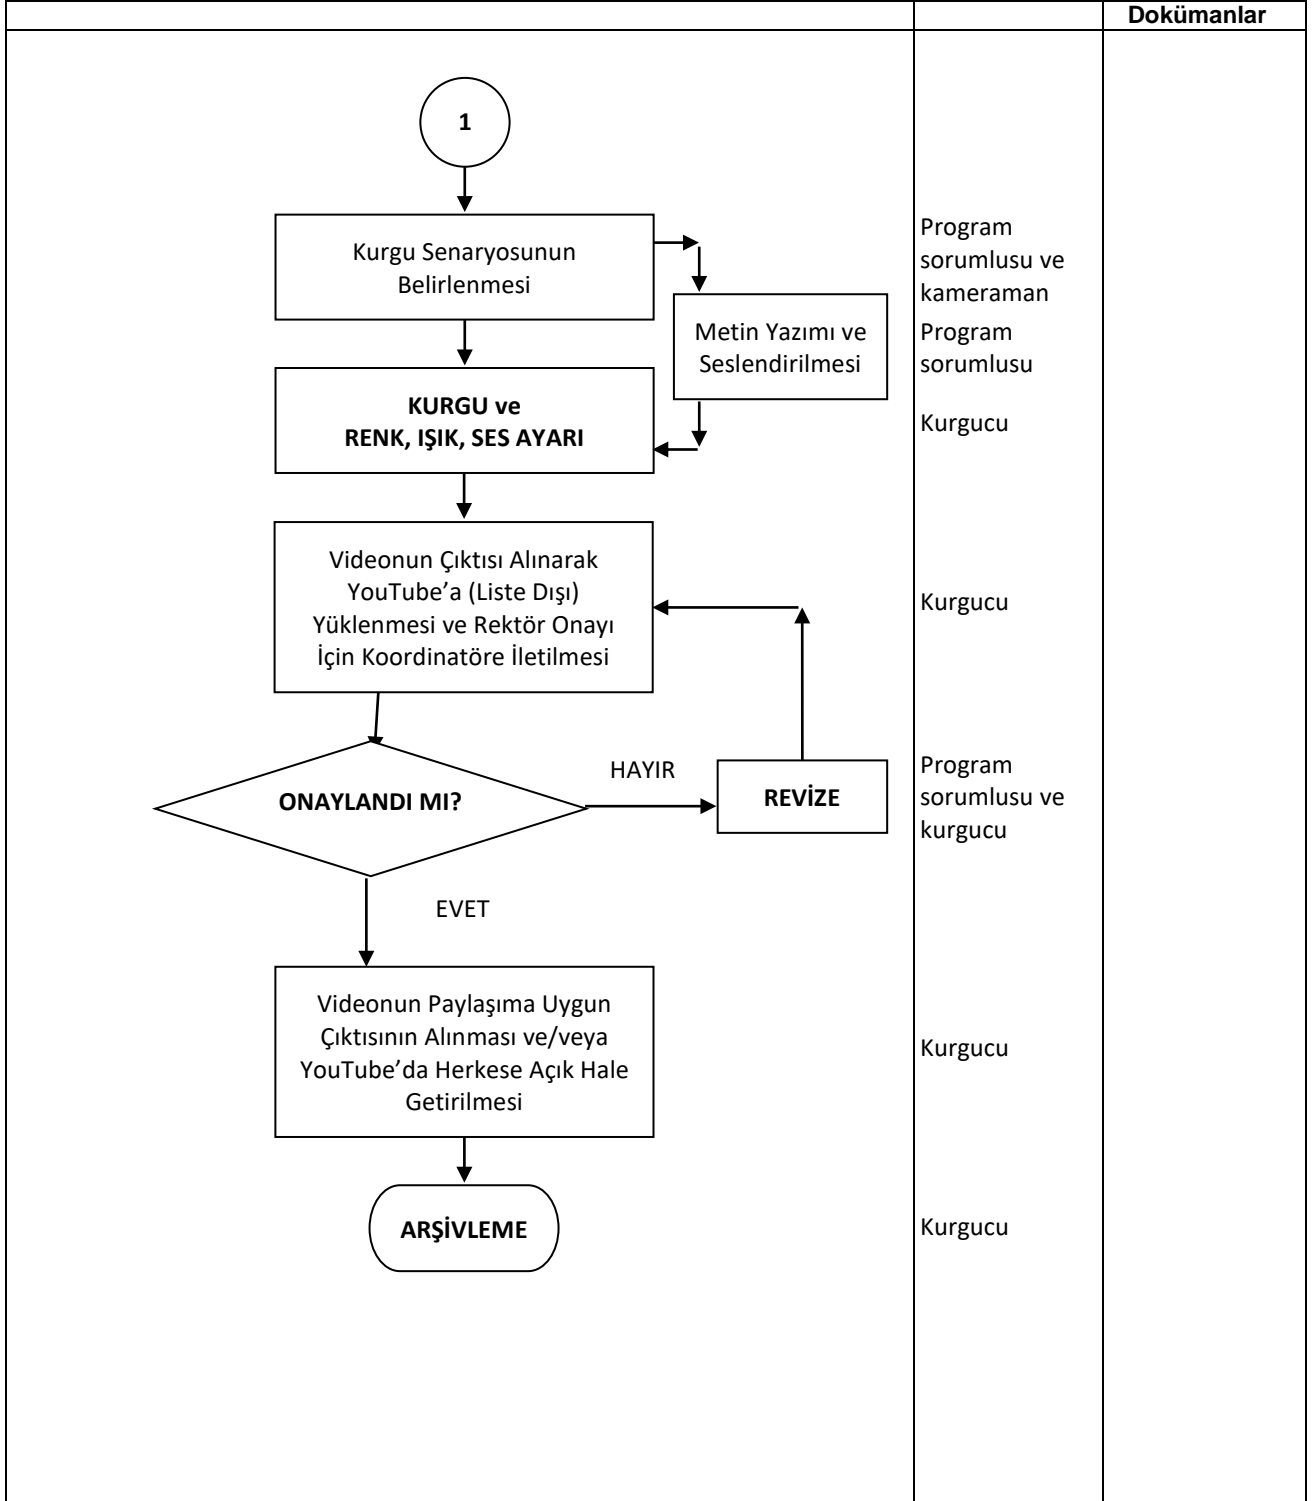 Dokümanlar
1
Kurgu Senaryosunun
Belirlenmesi
Program
sorumlusu ve
kameraman
Metin Yazımı ve
Seslendirilmesi
Program
sorumlusu
KURGU ve
RENK, IŞIK, SES AYARI
Kurgucu
Videonun Çıktısı Alınarak
YouTube’a (Liste Dışı)
Yüklenmesi ve Rektör Onayı
İçin Koordinatöre İletilmesi
Kurgucu
ONAYLANDI MI?
HAYIR
REVİZE
Program
sorumlusu ve
kurgucu
EVET
Videonun Paylaşıma Uygun
Çıktısının Alınması ve/veya
YouTube’da Herkese Açık Hale
Getirilmesi
Kurgucu
ARŞİVLEME
Kurgucu